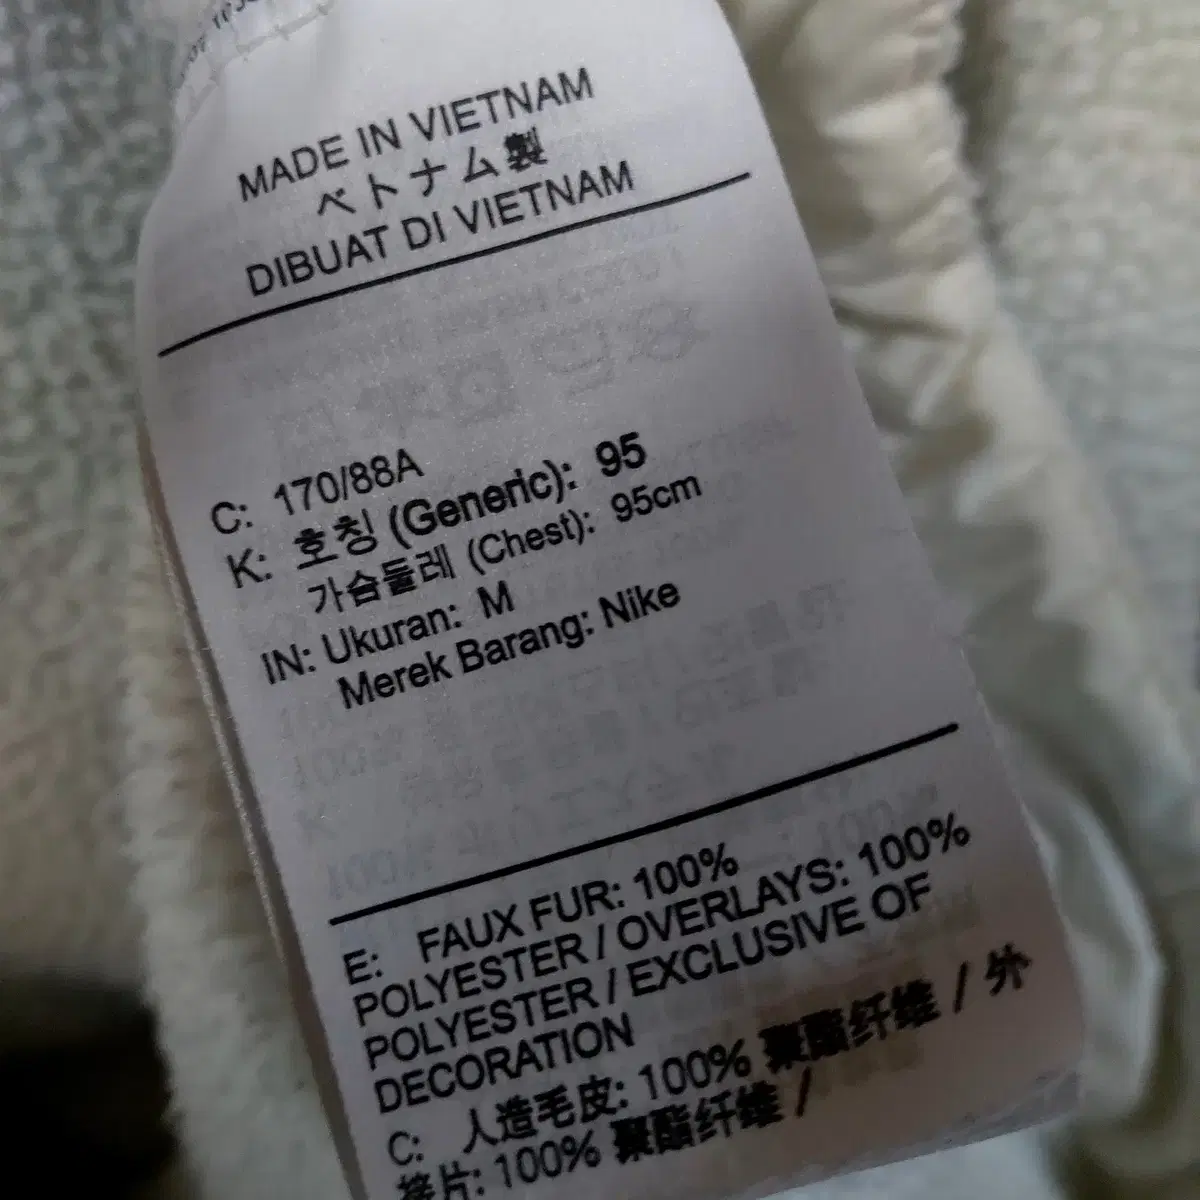 MADE IN VIETNAM
ベトナム製
DIBUAT DI VIETNAM
C: 170/88A
K: 호칭 (Generic): 95
가슴둘레 (Chest): 95cm
IN: Ukuran: M
Merek Barang: Nike
E: FAUX FUR: 100%
POLYESTER / OVERLAYS: 100%
POLYESTER / EXCLUSIVE OF
DECORATION
C: 人造毛皮: 100% 聚酯纤维 / 外
接片: 100% 聚酯纤维 /